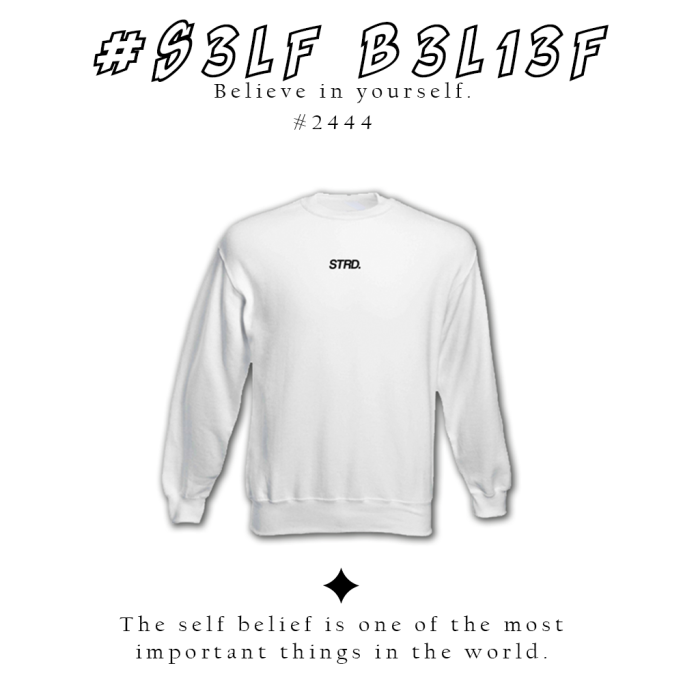 #S3LF B3L13F
Believe in yourself.
#2444
STRD.
The self belief is one of the most
important things in the world.